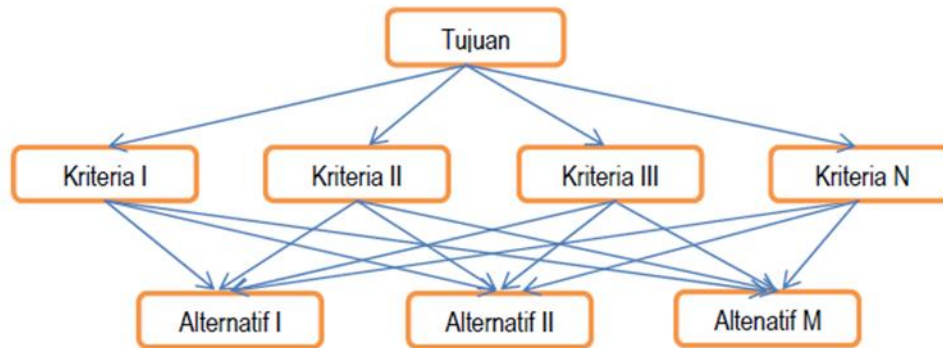 Tujuan
Kriteria I
Kriteria II
Kriteria III
Kriteria N
Alternatif I
Alternatif II
Altenatif M